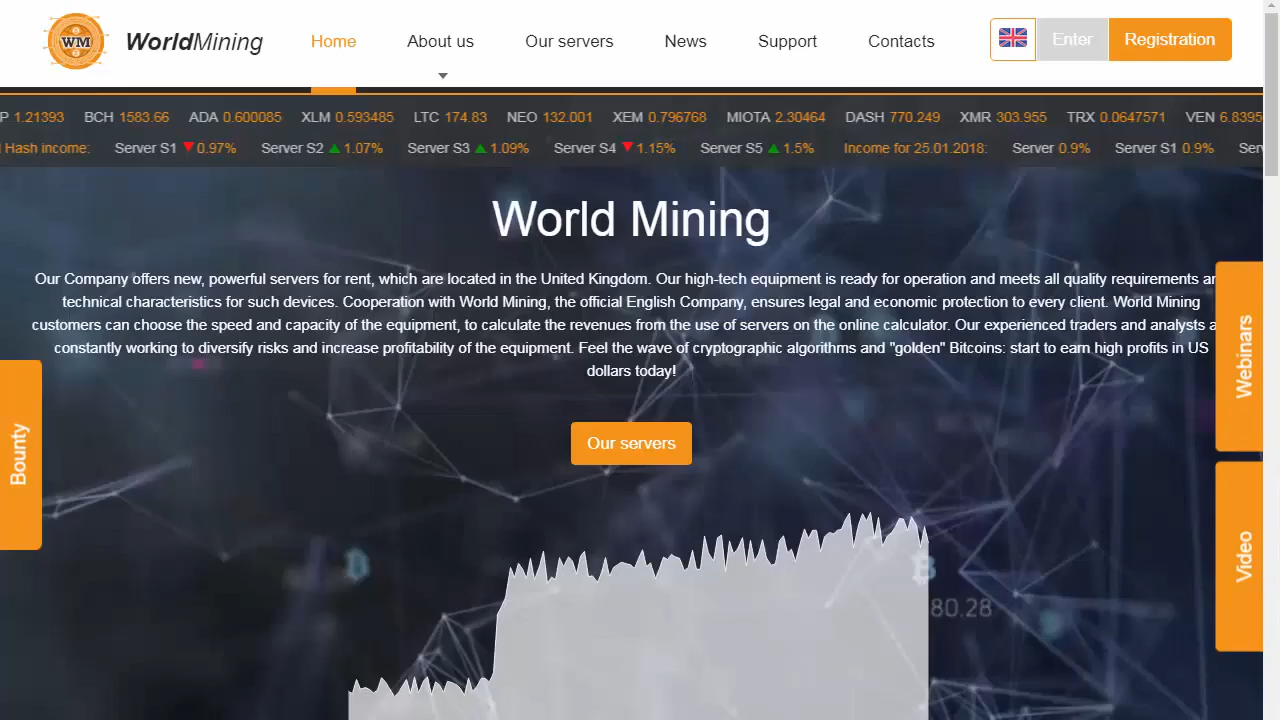 WM
WorldMining
Home
About us
Our servers
News
Support
Contacts
Enter
Registration
P 1.21393 BCH 1583.66 ADA 0.600085 XLM 0.593485 LTC 174.83 NEO 132.001 XEM 0.796768 MIOTA 2.30464 DASH 770.249 XMR 303.955 TRX 0.0647571 VEN 6.8395
Hash income: Server S1 0.97% Server S2 1.07% Server S3 1.09% Server S4 1.15% Server S5 1.5% Income for 25.01.2018: Server 0.9% Server S1 0.9%
World Mining
Our Company offers new, powerful servers for rent, which are located in the United Kingdom. Our high-tech equipment is ready for operation and meets all quality requirements
technical characteristics for such devices. Cooperation with World Mining, the official English Company, ensures legal and economic protection to every client. World Mining
customers can choose the speed and capacity of the equipment, to calculate the revenues from the use of servers on the online calculator. Our experienced traders and analysts
constantly working to diversify risks and increase profitability of the equipment. Feel the wave of cryptographic algorithms and "golden" Bitcoins: start to earn high profits in US
dollars today!
Webinars
Bounty
Our servers
Video
80.28